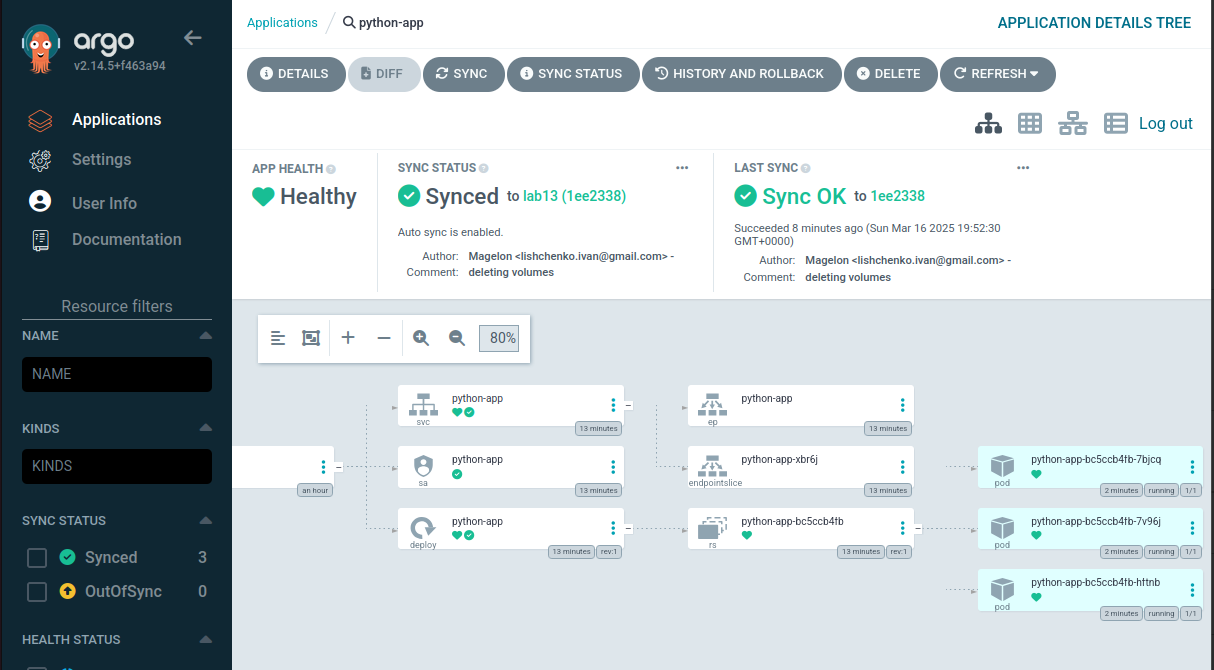 argo
v2.14.5+f463a94
Applications
Settings
User Info
Documentation
Resource filters
NAME
NAME
KINDS
KINDS
SYNC STATUS
Synced 3
OutOfSync 0
HEALTH STATUS
Applications / python-app
APPLICATION DETAILS TREE
DETAILS DIFF SYNC SYNC STATUS HISTORY AND ROLLBACK DELETE REFRESH
Log out
APP HEALTH
Healthy
SYNC STATUS
Synced to lab13 (1ee2338)
Auto sync is enabled.
Author: Magelon <lishchenko.ivan@gmail.com> -
Comment: deleting volumes
LAST SYNC
Sync OK to 1ee2338
Succeeded 8 minutes ago (Sun Mar 16 2025 19:52:30
GMT+0000)
Author: Magelon <lishchenko.ivan@gmail.com> -
Comment: deleting volumes
80%
an hour
python-app
svc
13 minutes
python-app
sa
13 minutes
python-app
deploy
13 minutes rev:1
python-app
ep
13 minutes
python-app-xbr6j
endpointslice
13 minutes
python-app-bc5ccb4fb
rs
13 minutes rev:1
python-app-bc5ccb4fb-7bjcq
pod
2 minutes running 1/1
python-app-bc5ccb4fb-7v96j
pod
2 minutes running 1/1
python-app-bc5ccb4fb-hftnb
pod
2 minutes running 1/1